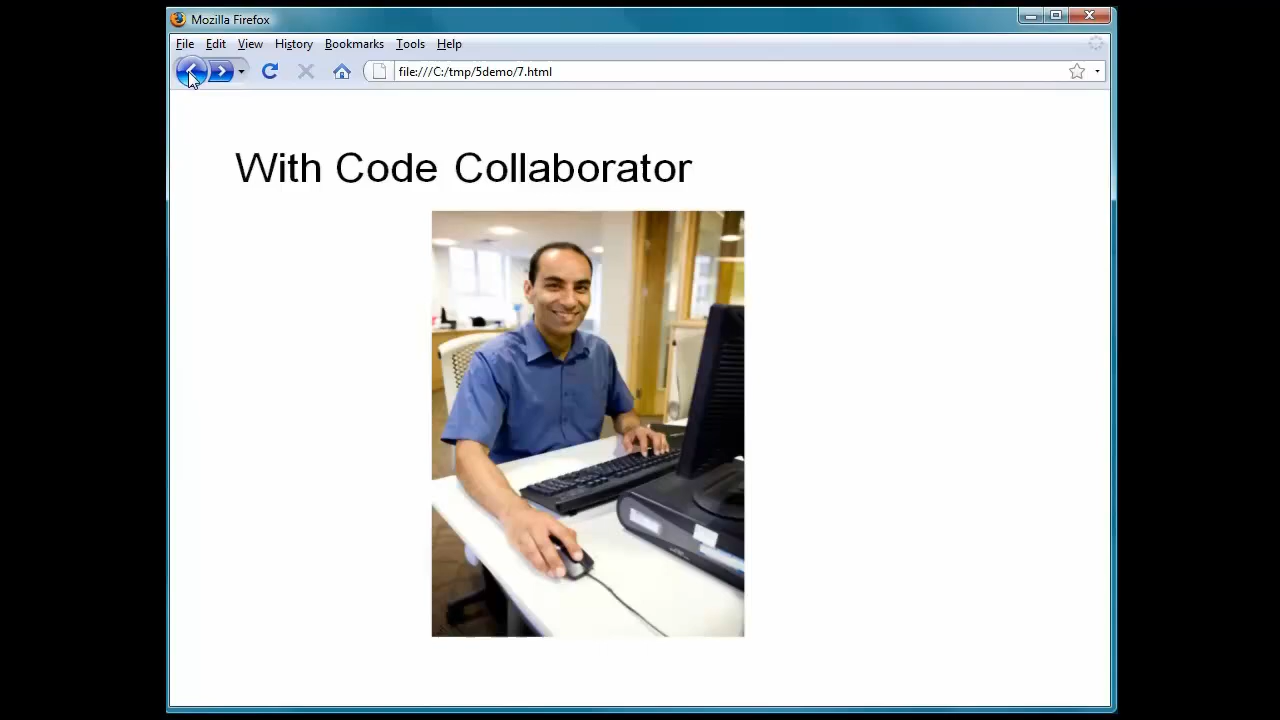 Mozilla Firefox
File Edit View History Bookmarks Tools Help
file:///C:/tmp/5demo/7.html
With Code Collaborator